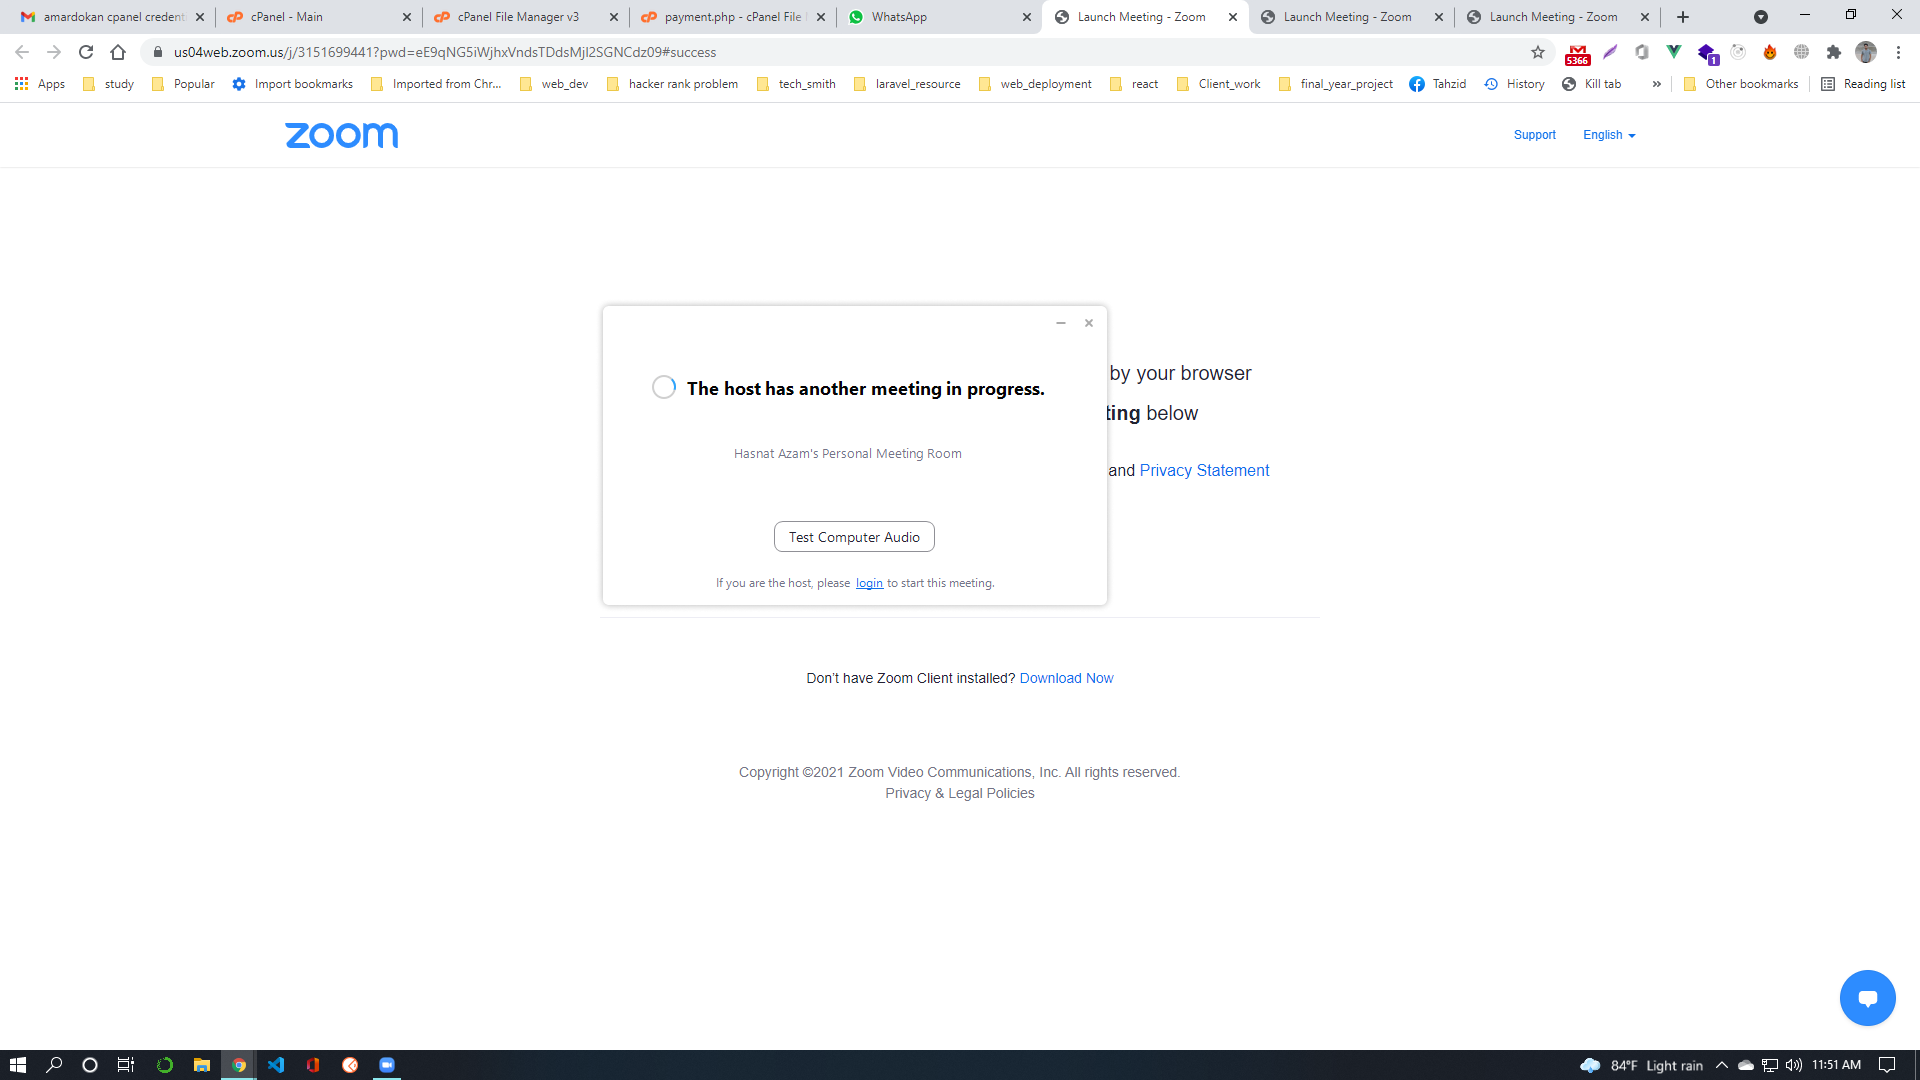 amardokan cpanel credent
cPanel - Main
cPanel File Manager v3
payment.php - cPanel File
WhatsApp
Launch Meeting - Zoom
Launch Meeting - Zoom
Launch Meeting - Zoom
us04web.zoom.us/j/3151699441?pwd=eE9qNG5iWjhxVndsTDdsMjI2SGNCdz09#success
5366
1
Apps
study
Popular
Import bookmarks
Imported from Chr...
web_dev
hacker rank problem
tech_smith
laravel_resource
web_deployment
react
Client_work
final_year_project
Tahzid
History
Kill tab
»
Other bookmarks
Reading list
zoom
Support
English
The host has another meeting in progress.
Hasnat Azam's Personal Meeting Room
Test Computer Audio
If you are the host, please login to start this meeting.
by your browser
ting below
and Privacy Statement
Don't have Zoom Client installed? Download Now
Copyright ©2021 Zoom Video Communications, Inc. All rights reserved.
Privacy & Legal Policies
84°F Light rain
11:51 AM